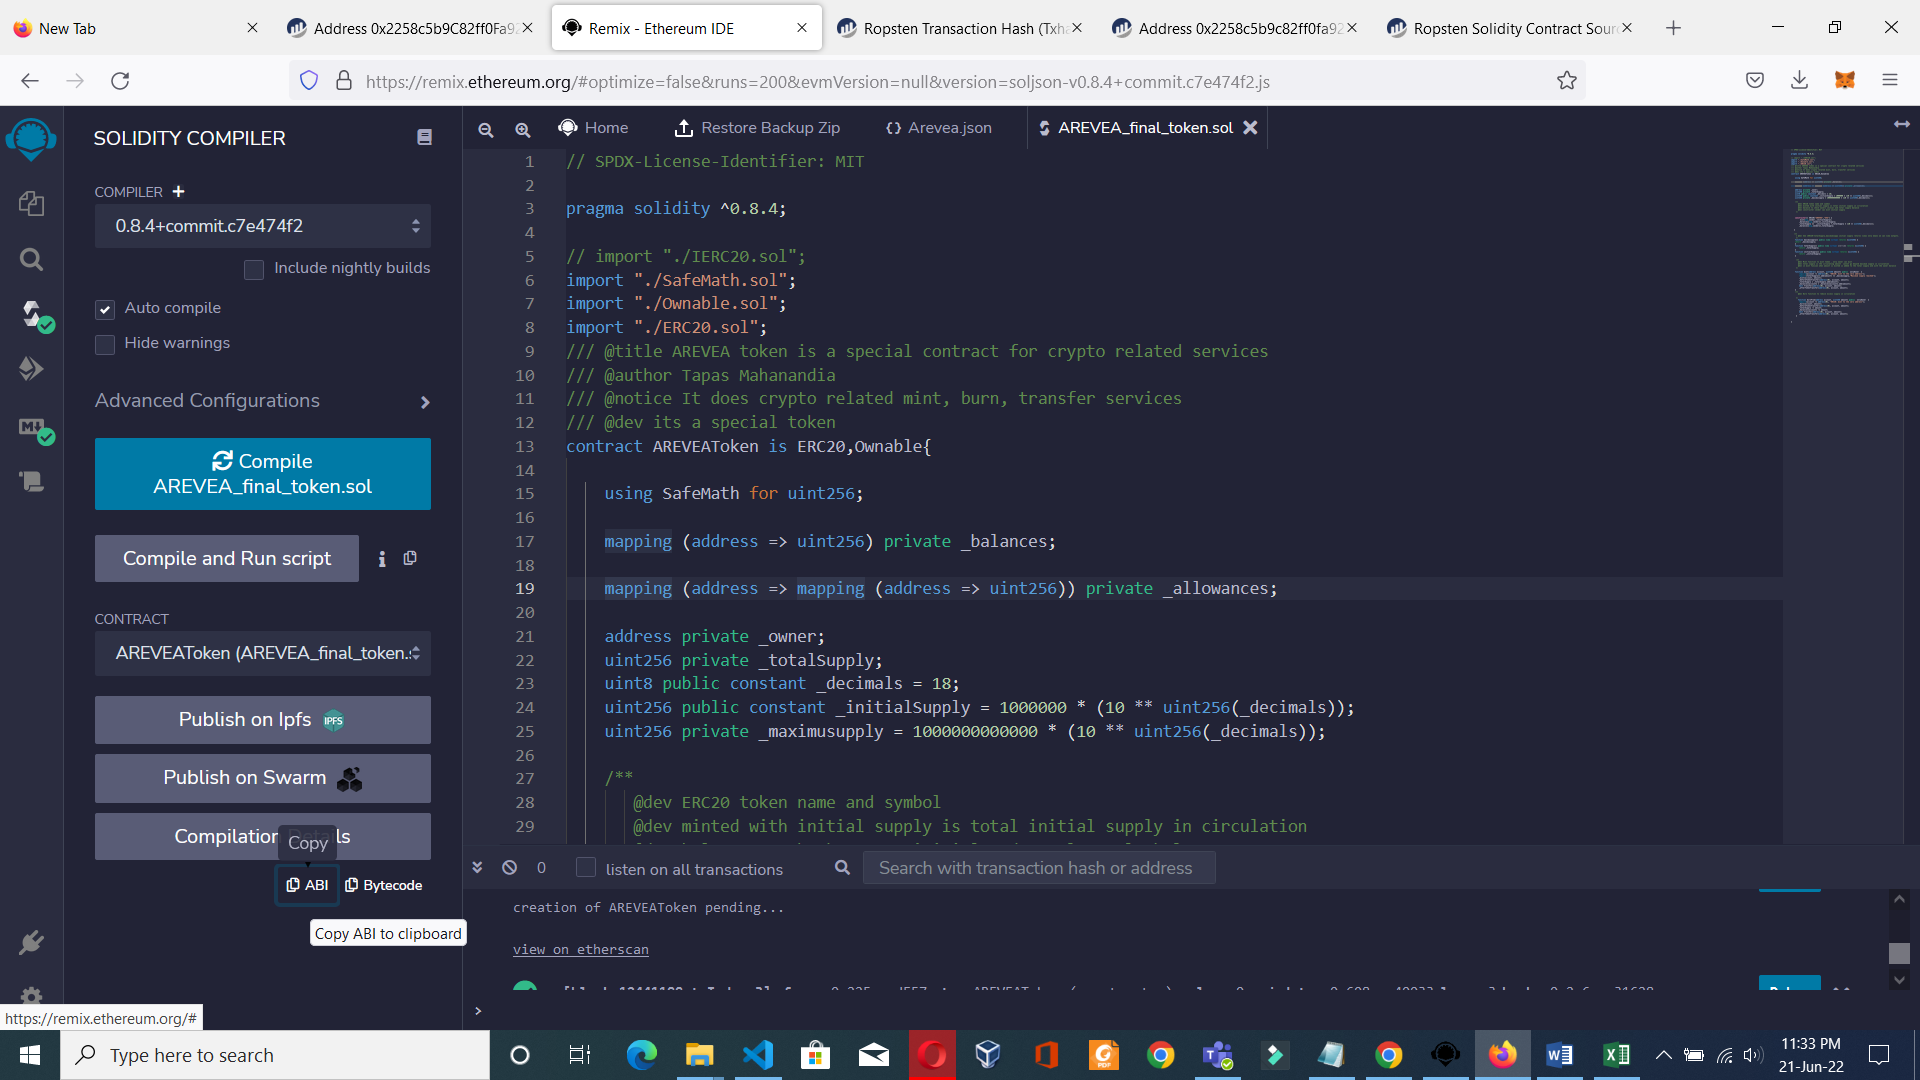 New Tab
Address 0x2258c5b9C82ff0Fa92
Remix - Ethereum IDE
Ropsten Transaction Hash (Txha
Address 0x2258c5b9c82ff0fa92
Ropsten Solidity Contract Sour
https://remix.ethereum.org/#optimize=false&runs=200&evmVersion=null&version=soljson-v0.8.4+commit.c7e474f2.js
SOLIDITY COMPILER
Home
Restore Backup Zip
Arevea.json
AREVEA_final_token.sol
COMPILER +
0.8.4+commit.c7e474f2
Include nightly builds
Auto compile
Hide warnings
Advanced Configurations
Compile
AREVEA_final_token.sol
Compile and Run script
CONTRACT
AREVEAToken (AREVEA_final_token.
Publish on Ipfs IPFS
Publish on Swarm
Compilation ls
Copy
ABI Bytecode
Copy ABI to clipboard
1 // SPDX-License-Identifier: MIT
2
3 pragma solidity ^0.8.4;
4
5 // import "./IERC20.sol";
6 import "./SafeMath.sol";
7 import "./Ownable.sol";
8 import "./ERC20.sol";
9 /// @title AREVEA token is a special contract for crypto related services
10 /// @author Tapas Mahanandia
11 /// @notice It does crypto related mint, burn, transfer services
12 /// @dev its a special token
13 contract AREVEAToken is ERC20,Ownable{
14
15 using SafeMath for uint256;
16
17 mapping (address => uint256) private _balances;
18
19 mapping (address => mapping (address => uint256)) private _allowances;
20
21 address private _owner;
22 uint256 private _totalSupply;
23 uint8 public constant _decimals = 18;
24 uint256 public constant _initialSupply = 1000000 * (10 ** uint256(_decimals));
25 uint256 private _maximusupply = 1000000000000 * (10 ** uint256(_decimals));
26
27 /**
28 @dev ERC20 token name and symbol
29 @dev minted with initial supply is total initial supply in circulation
0
listen on all transactions
Search with transaction hash or address
creation of AREVEAToken pending...
view on etherscan
>
https://remix.ethereum.org/#
Type here to search
11:33 PM
21-Jun-22